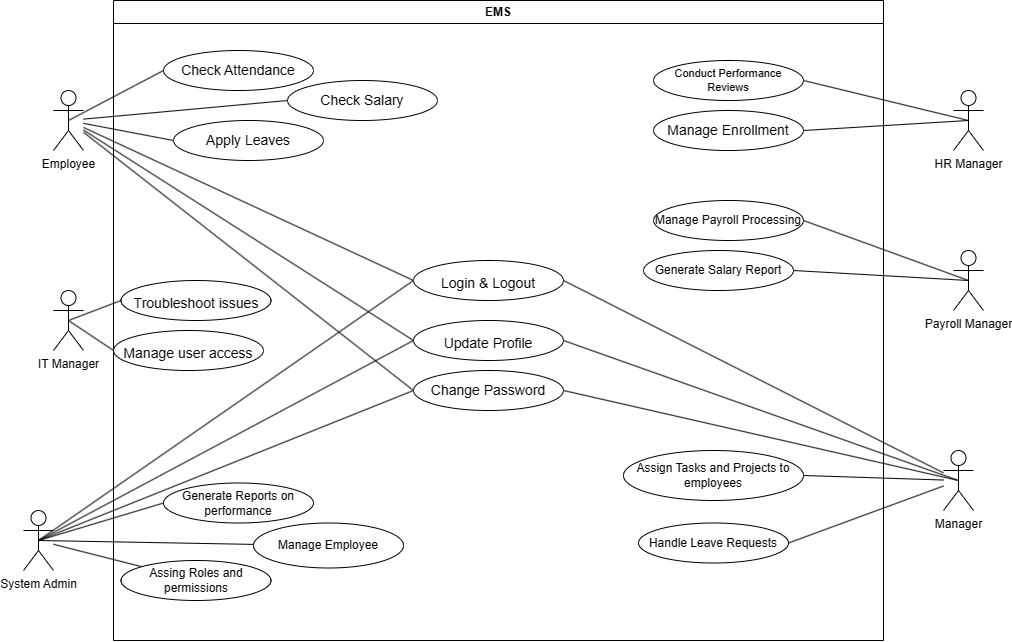 EMS
Check Attendance
Check Salary
Apply Leaves
Employee
Conduct Performance
Reviews
Manage Enrollment
HR Manager
Manage Payroll Processing
Generate Salary Report
Payroll Manager
Troubleshoot issues
Manage user access
IT Manager
Login & Logout
Update Profile
Change Password
Assign Tasks and Projects to
employees
Handle Leave Requests
Manager
Generate Reports on
performance
Manage Employee
Assing Roles and
permissions
System Admin